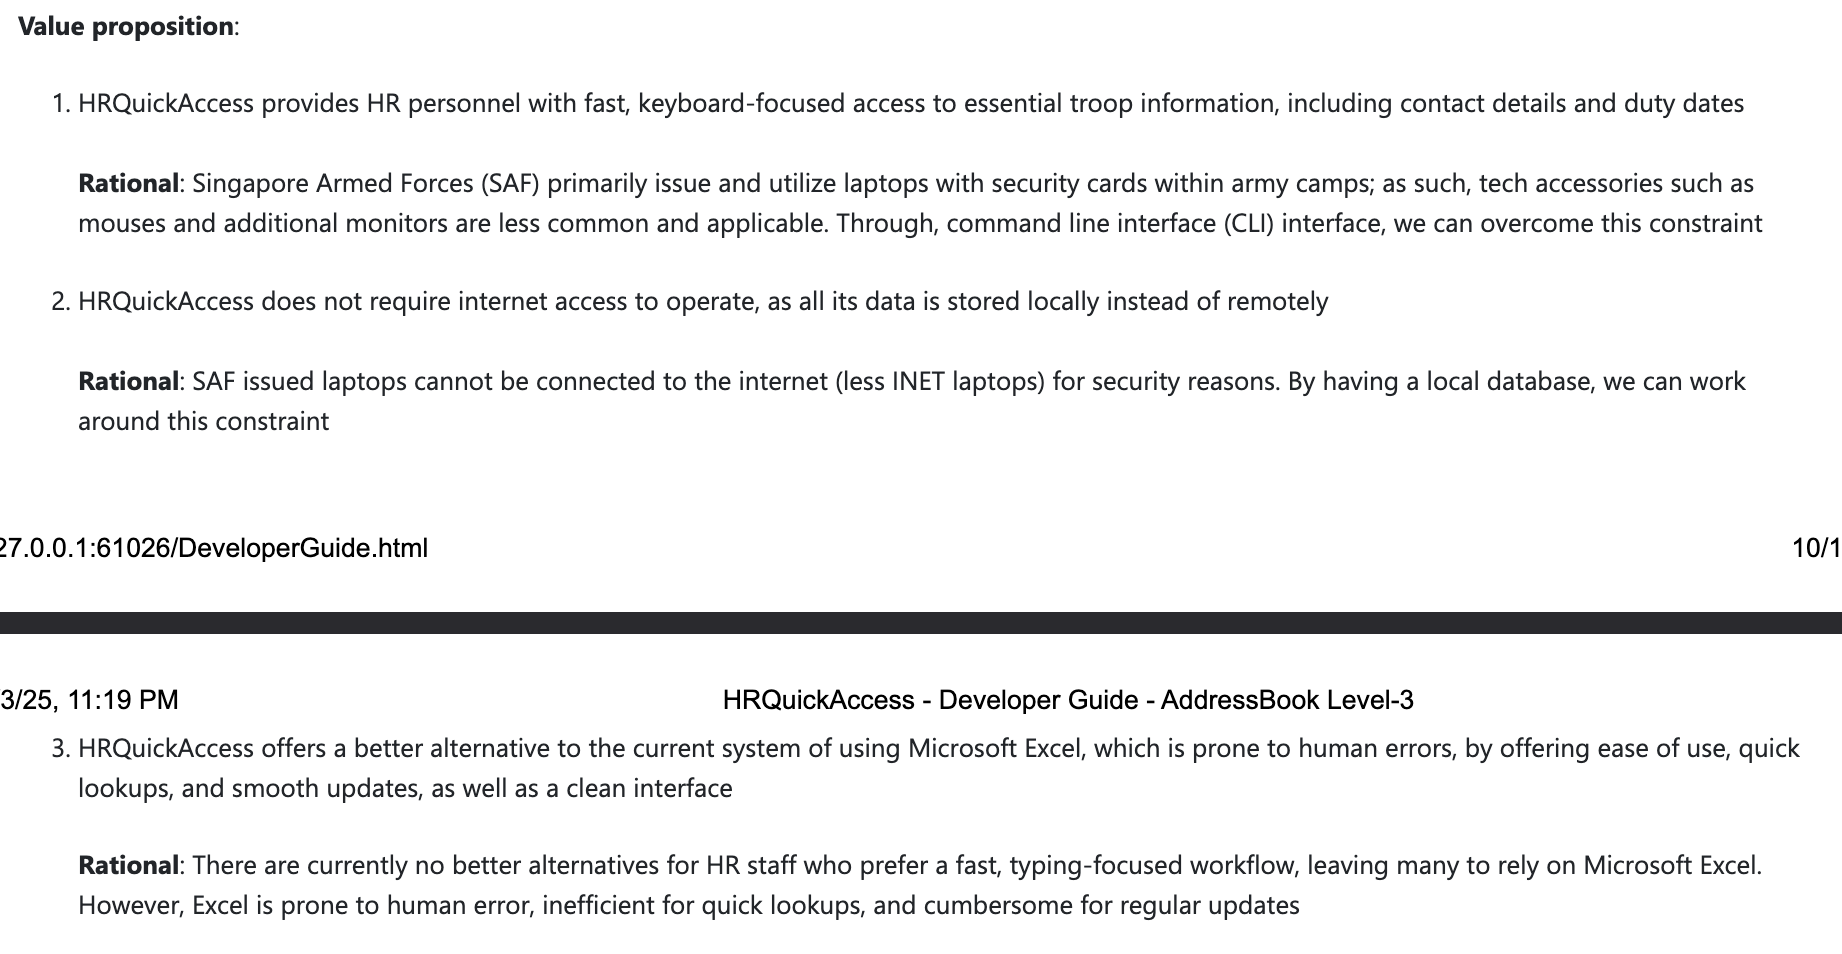 Value proposition:
1. HRQuickAccess provides HR personnel with fast, keyboard-focused access to essential troop information, including contact details and duty dates
Rational: Singapore Armed Forces (SAF) primarily issue and utilize laptops with security cards within army camps; as such, tech accessories such as
mouses and additional monitors are less common and applicable. Through, command line interface (CLI) interface, we can overcome this constraint
2. HRQuickAccess does not require internet access to operate, as all its data is stored locally instead of remotely
Rational: SAF issued laptops cannot be connected to the internet (less INET laptops) for security reasons. By having a local database, we can work
around this constraint
27.0.0.1:61026/DeveloperGuide.html 10/1
3/25, 11:19 PM HRQuickAccess - Developer Guide - AddressBook Level-3
3. HRQuickAccess offers a better alternative to the current system of using Microsoft Excel, which is prone to human errors, by offering ease of use, quick
lookups, and smooth updates, as well as a clean interface
Rational: There are currently no better alternatives for HR staff who prefer a fast, typing-focused workflow, leaving many to rely on Microsoft Excel.
However, Excel is prone to human error, inefficient for quick lookups, and cumbersome for regular updates